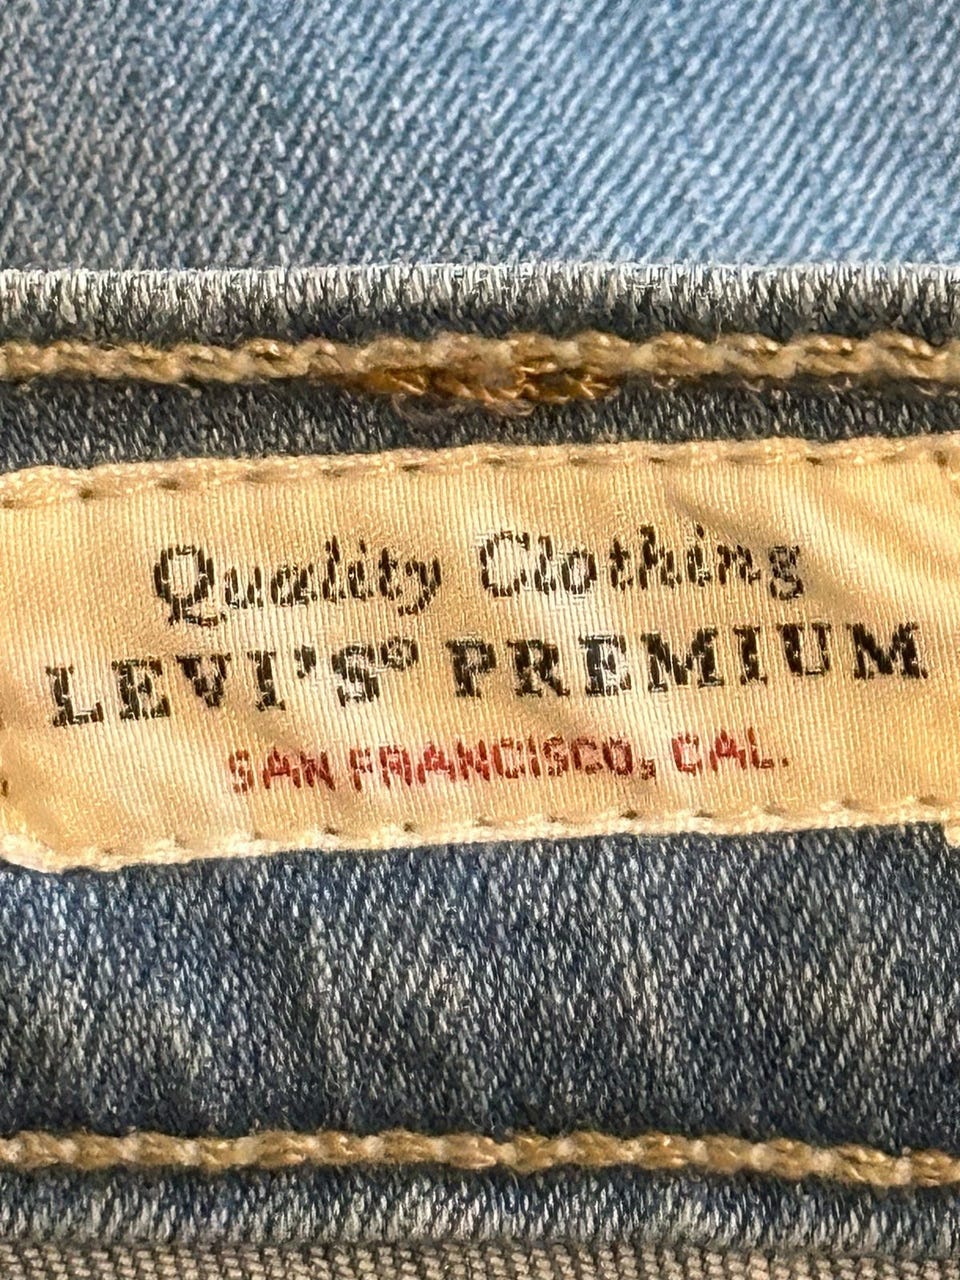 Quality Clothing
LEVI'S® PREMIUM
SAN FRANCISCO, CAL.